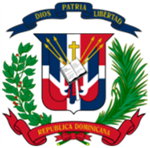 DIOS PATRIA LIBERTAD
REPUBLICA DOMINICANA